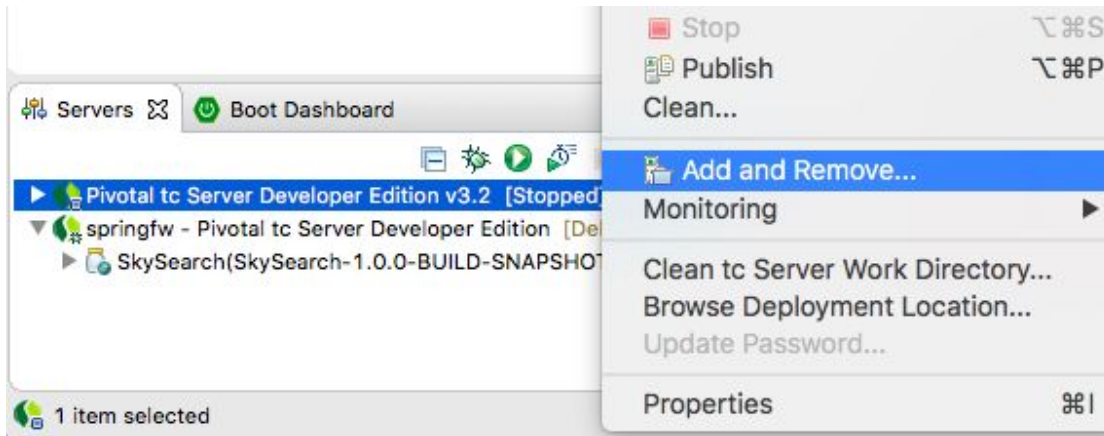 Servers Boot Dashboard
Pivotal tc Server Developer Edition v3.2 [Stopped
springfw - Pivotal tc Server Developer Edition [De
SkySearch(SkySearch-1.0.0-BUILD-SNAPSHOT
1 item selected
Stop ⌥⌘S
Publish ⌥⌘P
Clean...
Add and Remove...
Monitoring
Clean tc Server Work Directory...
Browse Deployment Location...
Update Password...
Properties ⌘I